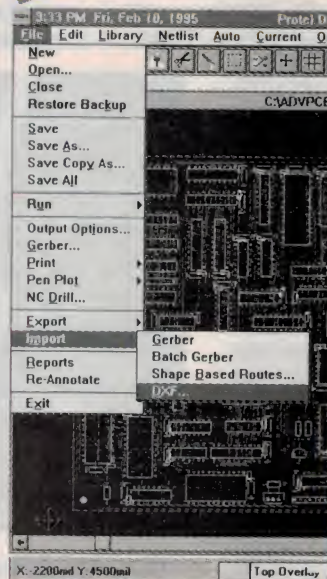 3:33 PM Fri, Feb 10, 1995 Protel
File Edit Library Netlist Auto Current
C:\ADVPCB
New
Open...
Close
Restore Backup
Save
Save As...
Save Copy As...
Save All
Run
Output Options...
Gerber...
Print
Pen Plot
NC Drill...
Export
Import
Reports
Re-Annotate
Exit
Gerber
Batch Gerber
Shape Based Routes...
DXF...
X:-2200mil Y:4500mil Top Overlay